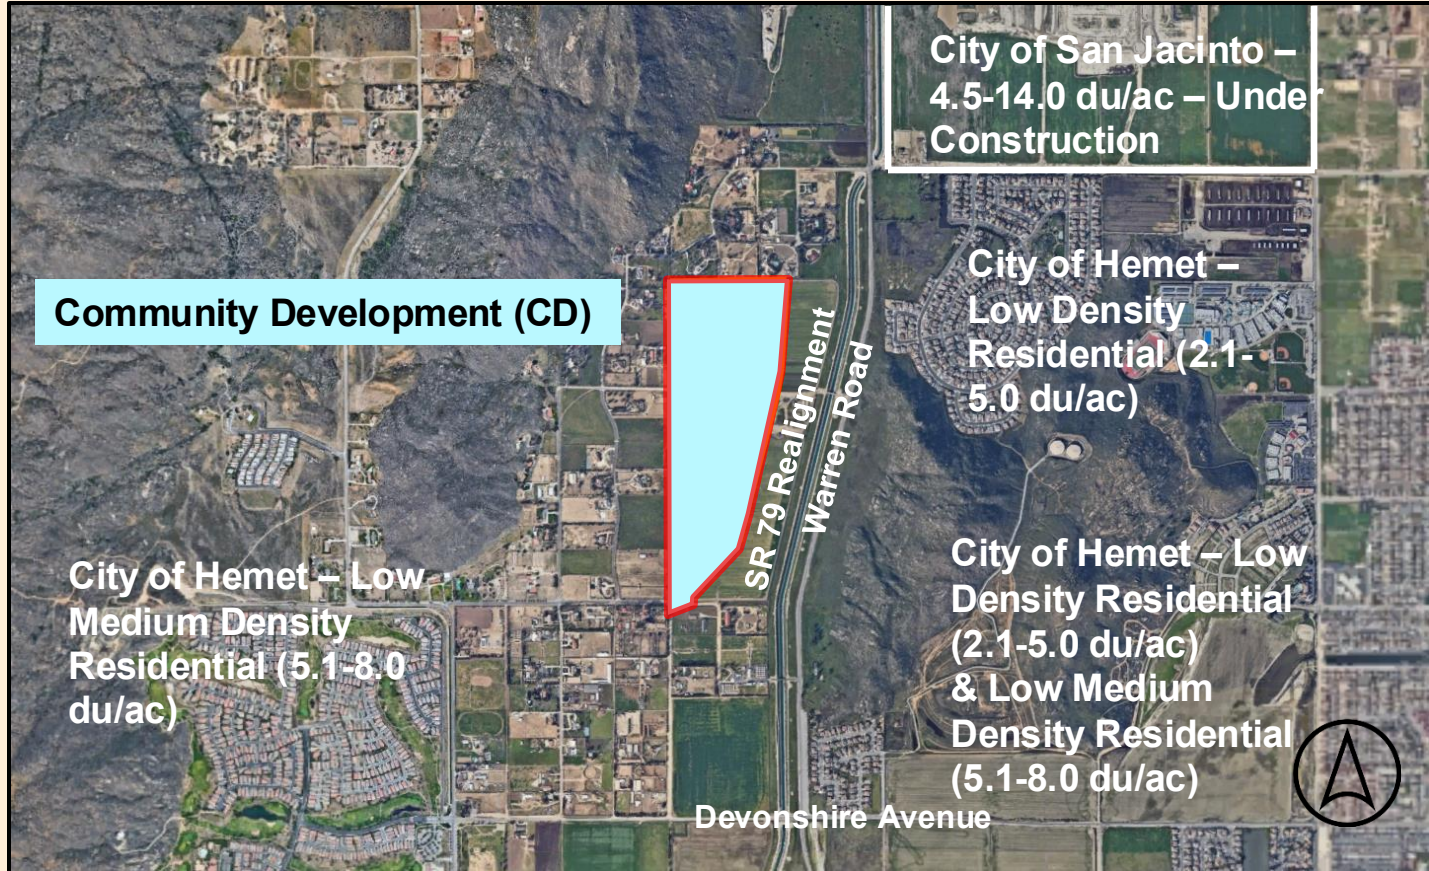 City of San Jacinto –
4.5-14.0 du/ac – Under
Construction
City of Hemet –
Low Density
Residential (2.1-
5.0 du/ac)
Community Development (CD)
SR 79 Realignment
Warren Road
City of Hemet – Low
Medium Density
Residential (5.1-8.0
du/ac)
City of Hemet – Low
Density Residential
(2.1-5.0 du/ac)
& Low Medium
Density Residential
(5.1-8.0 du/ac)
Devonshire Avenue